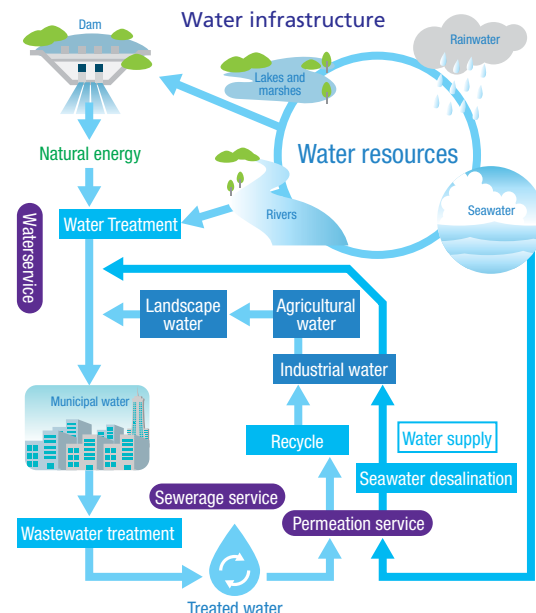 Water infrastructure
Dam
Rainwater
Lakes and
marshes
Natural energy
Water resources
Waterservice
Water Treatment
Rivers
Seawater
Landscape
water
Agricultural
water
Industrial water
Municipal water
Recycle
Water supply
Seawater desalination
Sewerage service
Permeation service
Wastewater treatment
Treated water